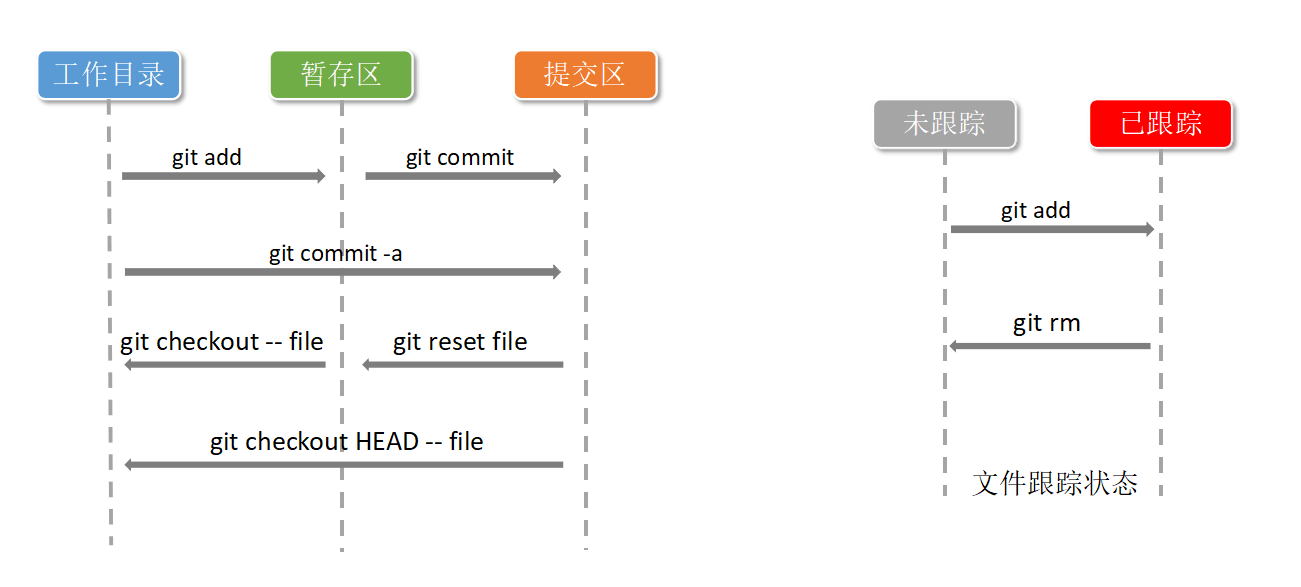 工作目录
暂存区
提交区
git add
git commit
git commit -a
git checkout -- file
git reset file
git checkout HEAD -- file
未跟踪
已跟踪
git add
git rm
文件跟踪状态